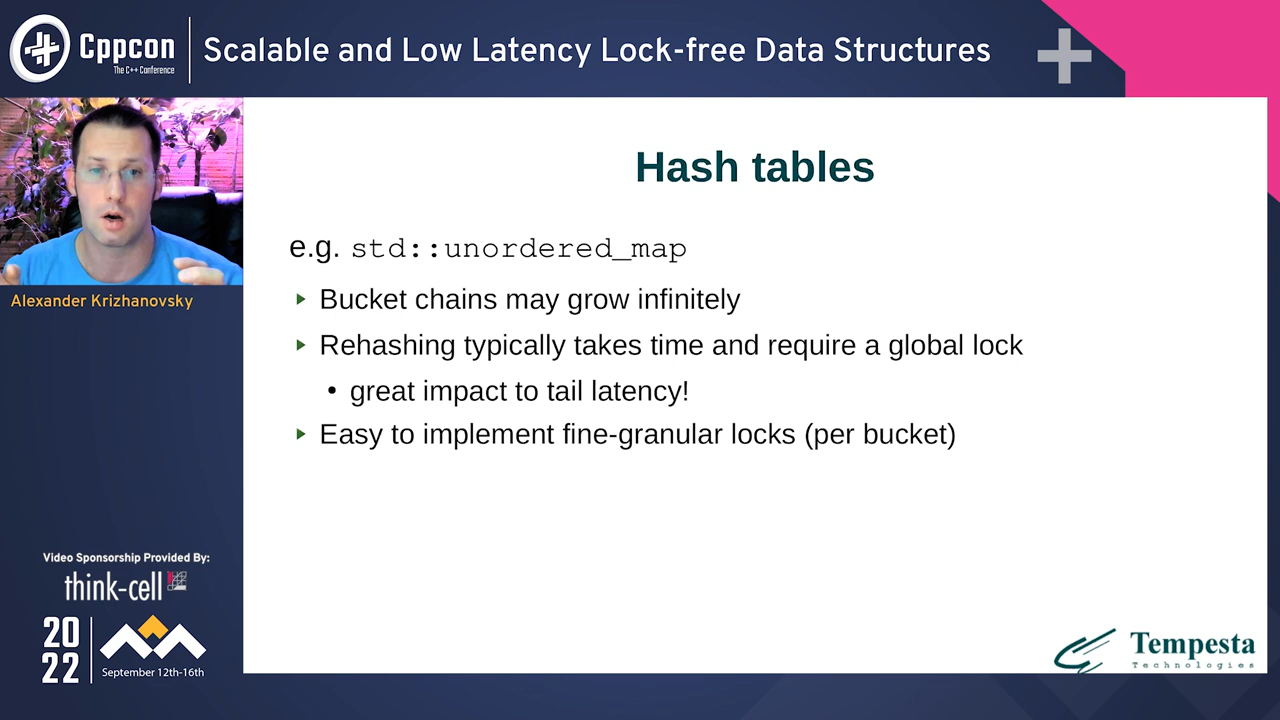 Cppcon
The C++ Conference
Scalable and Low Latency Lock-free Data Structures
Alexander Krizhanovsky
Hash tables
e.g. std::unordered_map
Bucket chains may grow infinitely
Rehashing typically takes time and require a global lock
great impact to tail latency!
Easy to implement fine-granular locks (per bucket)
Video Sponsorship Provided By:
think-cell
20
22
September 12th-16th
Tempesta
Technologies